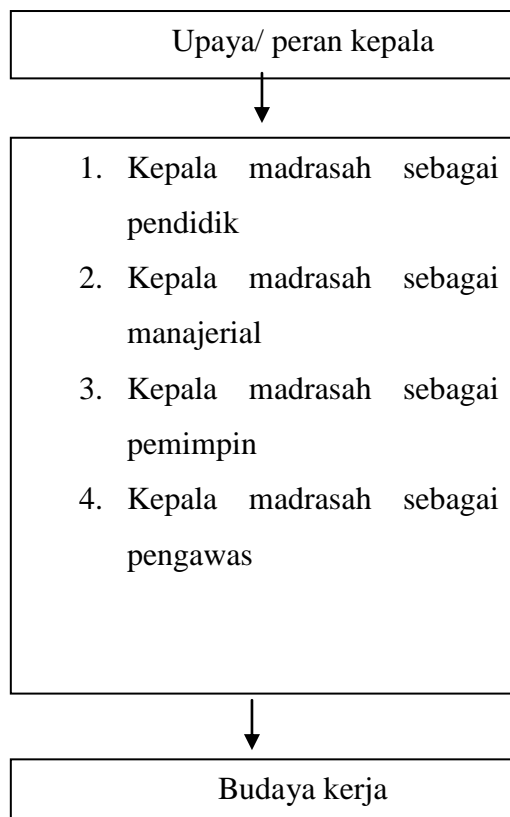 Upaya/ peran kepala
1. Kepala madrasah sebagai
pendidik
2. Kepala madrasah sebagai
manajerial
3. Kepala madrasah sebagai
pemimpin
4. Kepala madrasah sebagai
pengawas
Budaya kerja